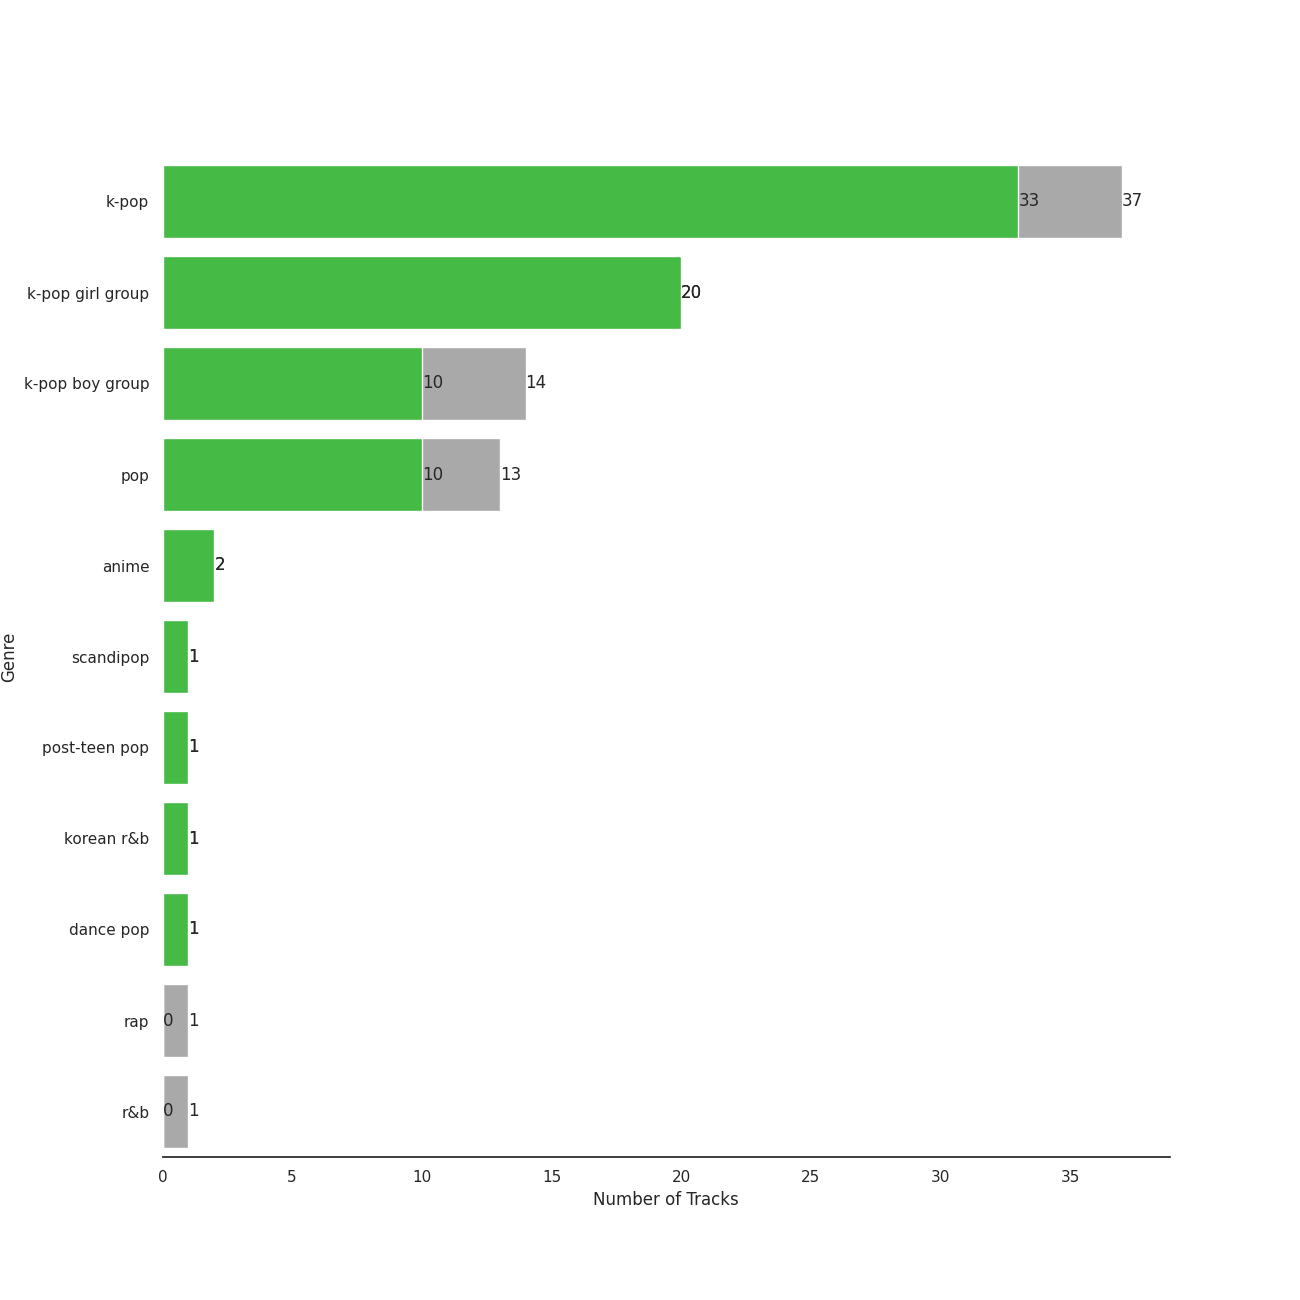 k-pop 33 37
k-pop girl group 20
k-pop boy group 10 14
pop 10 13
anime 2
scandipop 1
Genre
post-teen pop 1
korean r&b 1
dance pop 1
rap 0 1
r&b 0 1
0 5 10 15 20 25 30 35
Number of Tracks